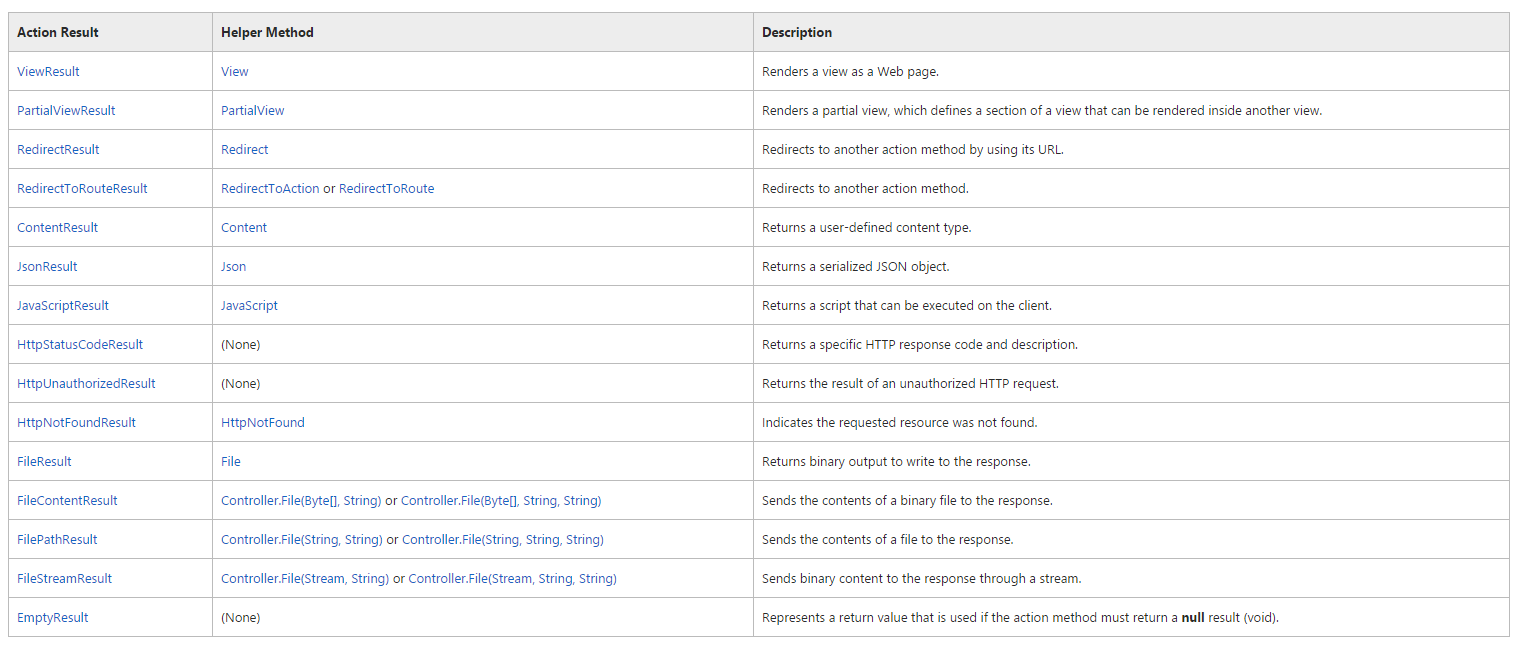 Action Result Helper Method Description
ViewResult View Renders a view as a Web page.
PartialViewResult PartialView Renders a partial view, which defines a section of a view that can be rendered inside another view.
RedirectResult Redirect Redirects to another action method by using its URL.
RedirectToRouteResult RedirectToAction or RedirectToRoute Redirects to another action method.
ContentResult Content Returns a user-defined content type.
JsonResult Json Returns a serialized JSON object.
JavaScriptResult JavaScript Returns a script that can be executed on the client.
HttpStatusCodeResult (None) Returns a specific HTTP response code and description.
HttpUnauthorizedResult (None) Returns the result of an unauthorized HTTP request.
HttpNotFoundResult HttpNotFound Indicates the requested resource was not found.
FileResult File Returns binary output to write to the response.
FileContentResult Controller.File(Byte[], String) or Controller.File(Byte[], String, String) Sends the contents of a binary file to the response.
FilePathResult Controller.File(String, String) or Controller.File(String, String, String) Sends the contents of a file to the response.
FileStreamResult Controller.File(Stream, String) or Controller.File(Stream, String, String) Sends binary content to the response through a stream.
EmptyResult (None) Represents a return value that is used if the action method must return a null result (void).